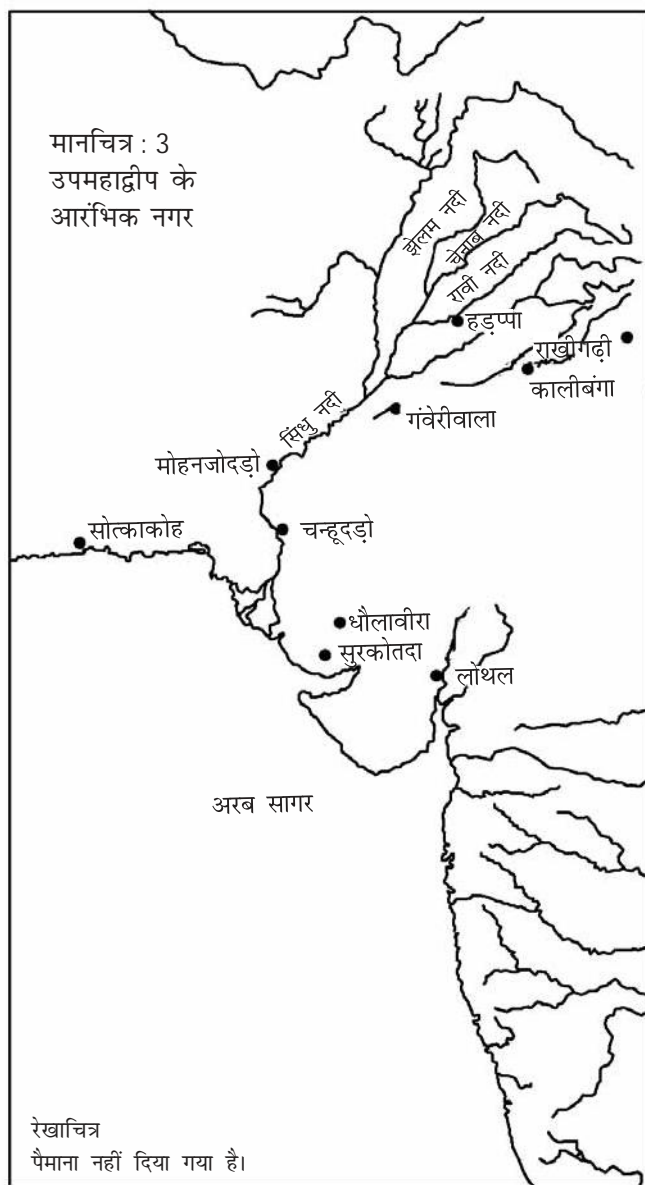 मानचित्र : 3
उपमहाद्वीप के
आरंभिक नगर
झेलम नदी
चेनाब नदी
रावी नदी
हड़प्पा
राखीगढ़ी
कालीबंगा
गंवेरीवाला
सिंधु नदी
मोहनजोदड़ो
सोत्काकोह
चन्हूदड़ो
धौलावीरा
सुरकोतदा
लोथल
अरब सागर
रेखाचित्र
पैमाना नहीं दिया गया है।